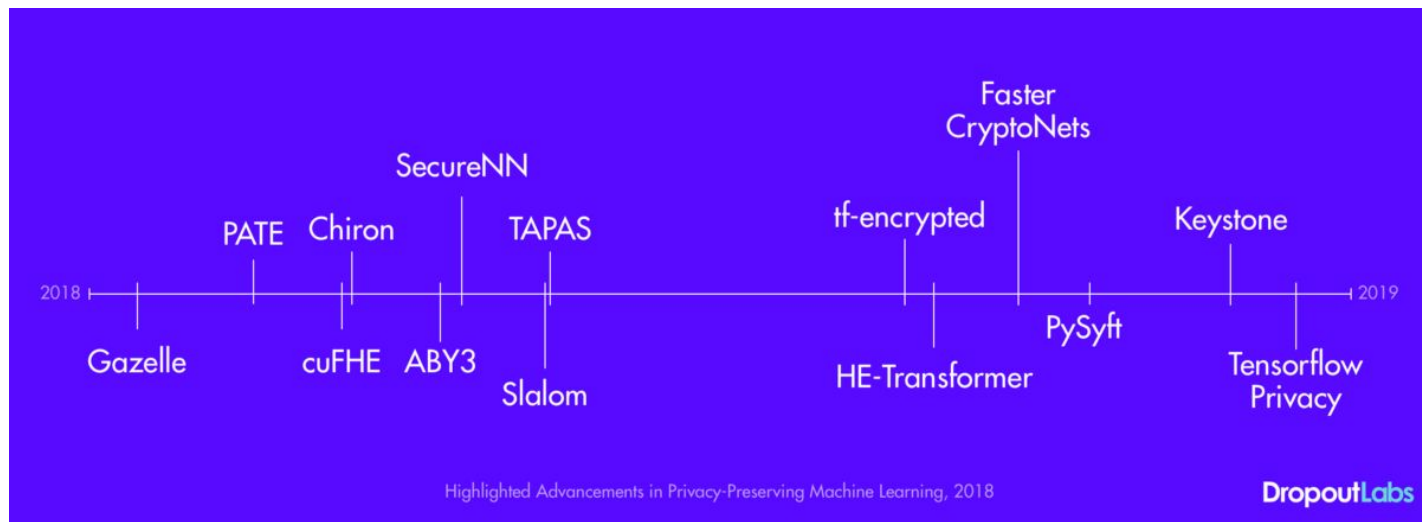 Faster
CryptoNets
SecureNN
PATE
Chiron
TAPAS
tf-encrypted
Keystone
2018
2019
Gazelle
cuFHE
ABY3
Slalom
HE-Transformer
PySyft
Tensorflow
Privacy
Highlighted Advancements in Privacy-Preserving Machine Learning, 2018
DropoutLabs